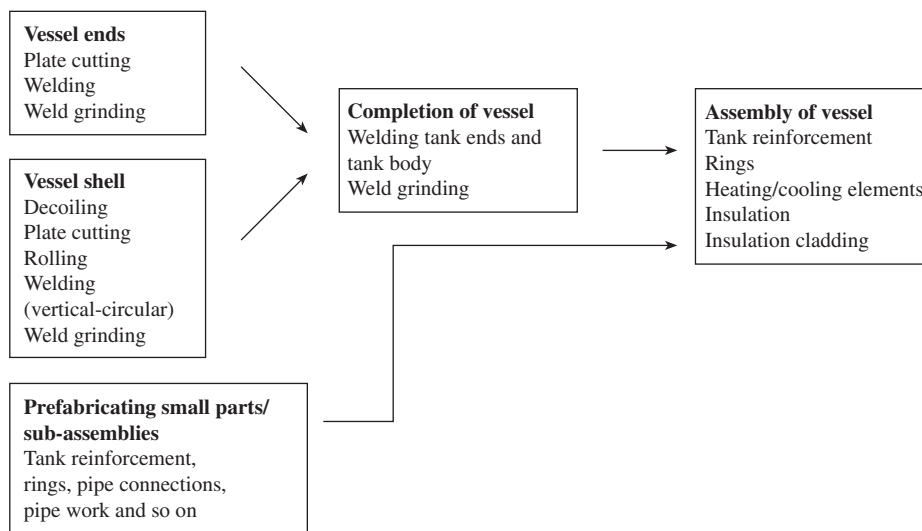 Vessel ends
Plate cutting
Welding
Weld grinding
Vessel shell
Decoiling
Plate cutting
Rolling
Welding
(vertical-circular)
Weld grinding
Prefabricating small parts/
sub-assemblies
Tank reinforcement,
rings, pipe connections,
pipe work and so on
Completion of vessel
Welding tank ends and
tank body
Weld grinding
Assembly of vessel
Tank reinforcement
Rings
Heating/cooling elements
Insulation
Insulation cladding